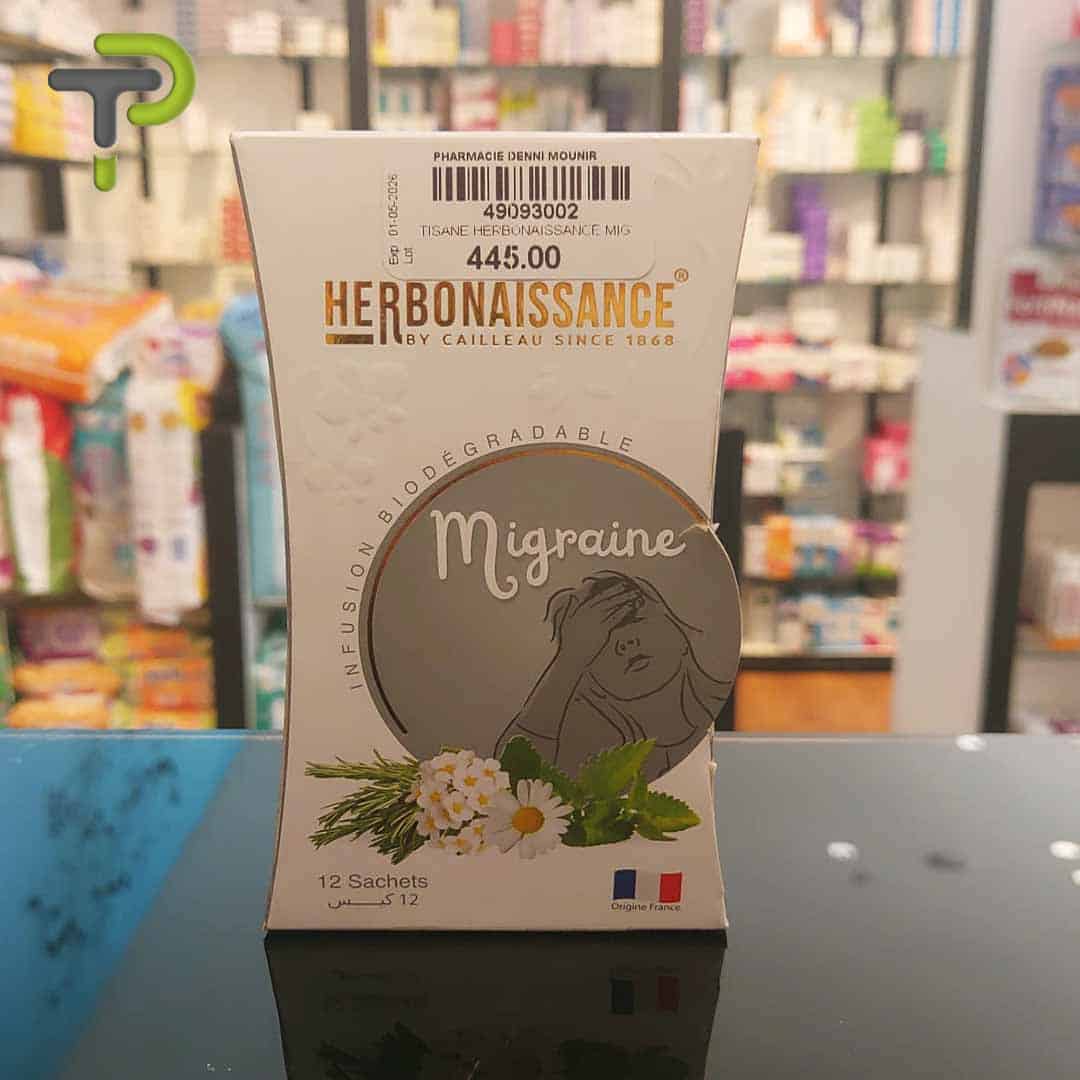 PHARMACIE DENNI MOUNIR
Exp 01-05-2026
Lot
49093002
TISANE HERBONAISSANCE MIG
445.00
HERBONAISSANCE®
BY CAILLEAU SINCE 1868
INFUSION BIODÉGRADABLE
Migraine
12 Sachets
12 كيـــس
Origine France